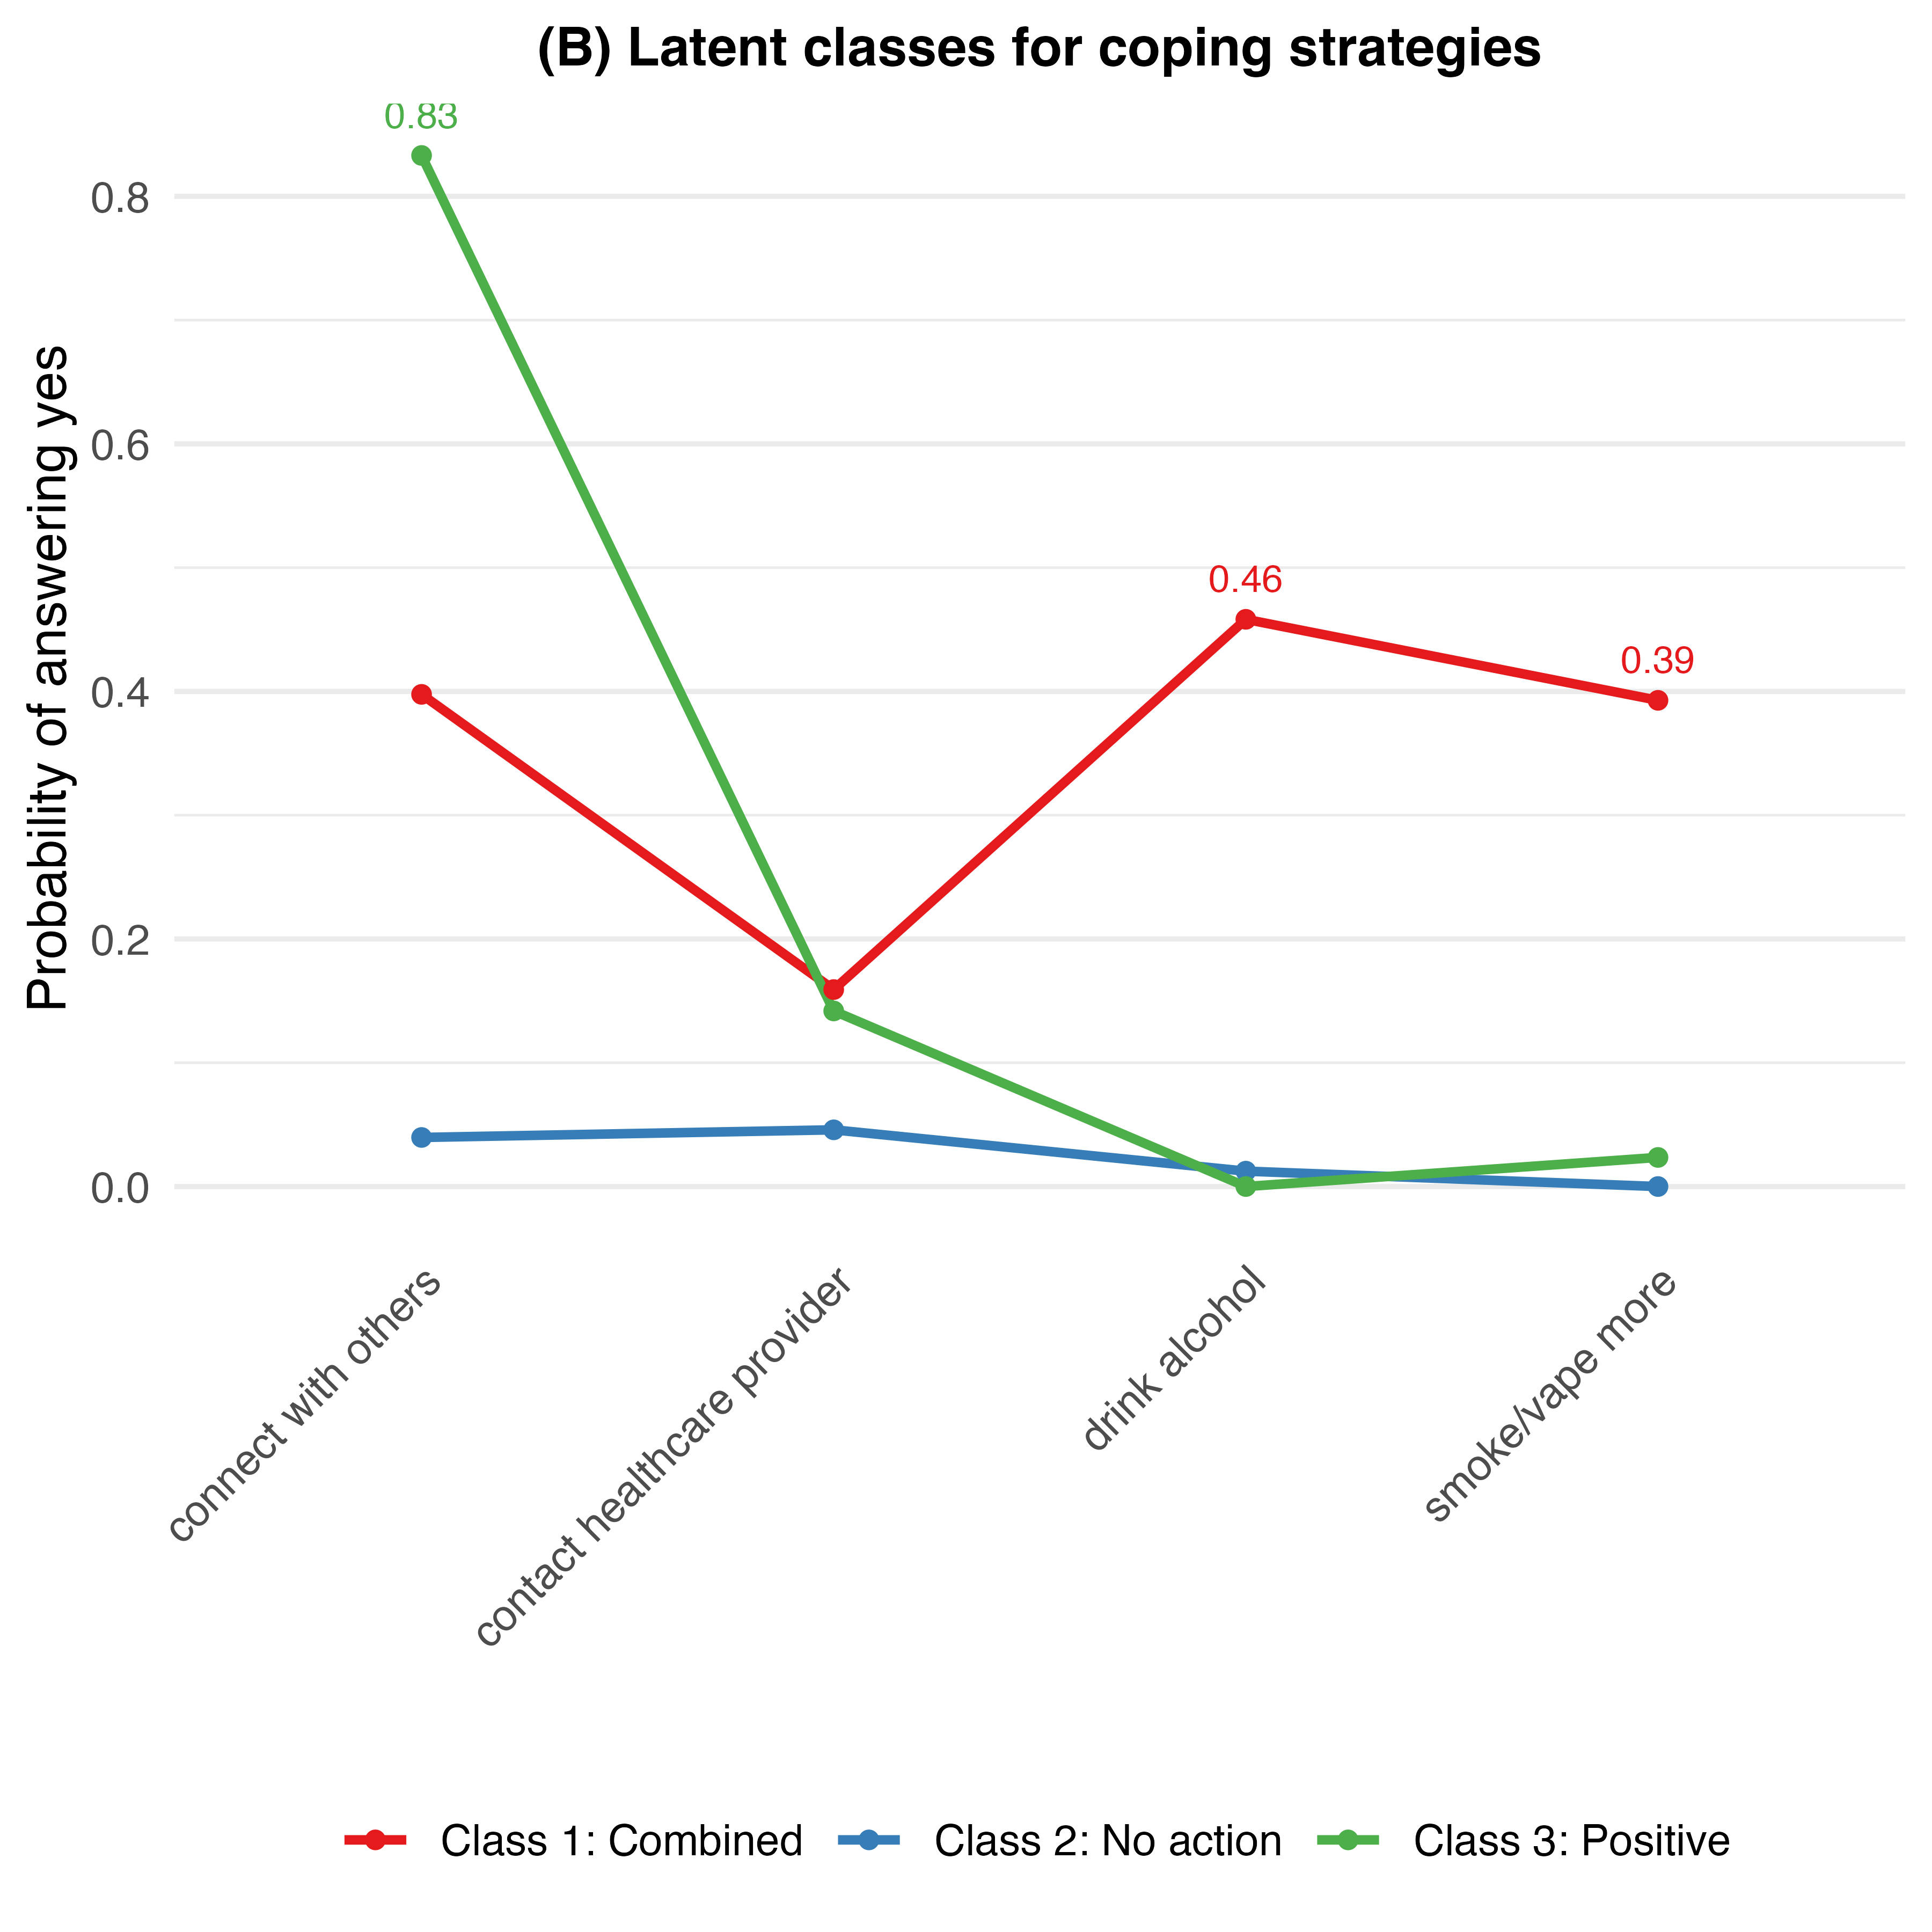 (B) Latent classes for coping strategies
0.83
0.8
0.6
0.46
0.39
0.4
0.2
0.0
Probability of answering yes
connect with others
contact healthcare provider
drink alcohol
smoke/vape more
Class 1: Combined
Class 2: No action
Class 3: Positive